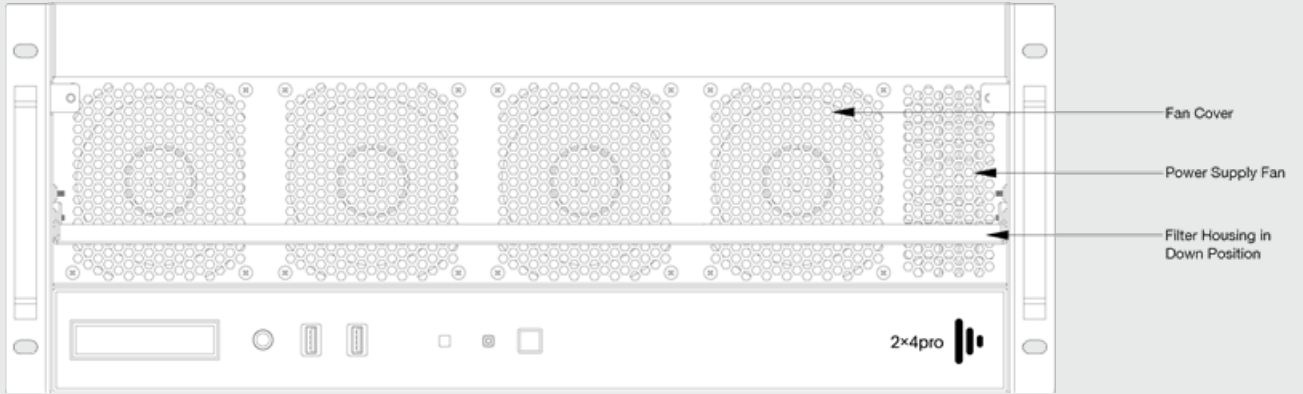 Fan Cover
Power Supply Fan
Filter Housing in
Down Position
2×4pro